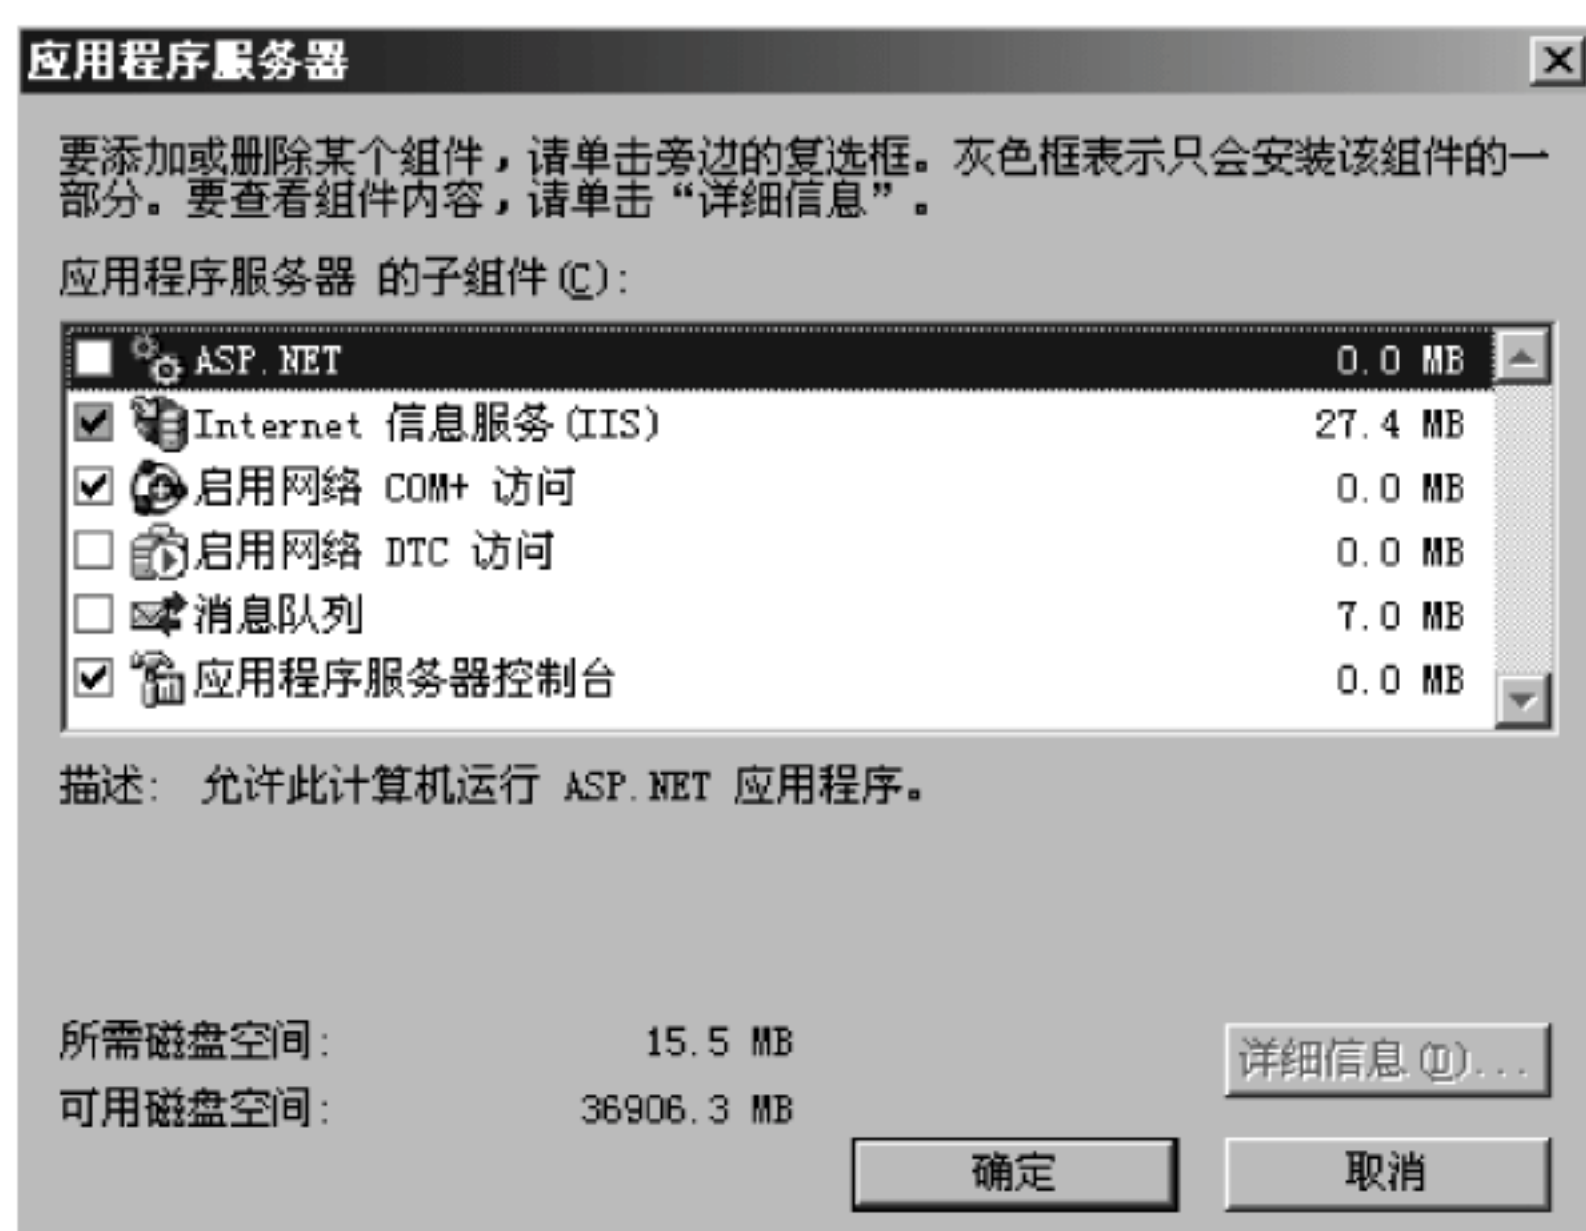 应用程序服务器
要添加或删除某个组件，请单击旁边的复选框。灰色框表示只会安装该组件的一
部分。要查看组件内容，请单击“详细信息”。
应用程序服务器 的子组件(C):
ASP.NET 0.0 MB
Internet 信息服务(IIS) 27.4 MB
启用网络 COM+ 访问 0.0 MB
启用网络 DTC 访问 0.0 MB
消息队列 7.0 MB
应用程序服务器控制台 0.0 MB
描述: 允许此计算机运行 ASP.NET 应用程序。
所需磁盘空间: 15.5 MB
详细信息(D)...
可用磁盘空间: 36906.3 MB
确定 取消